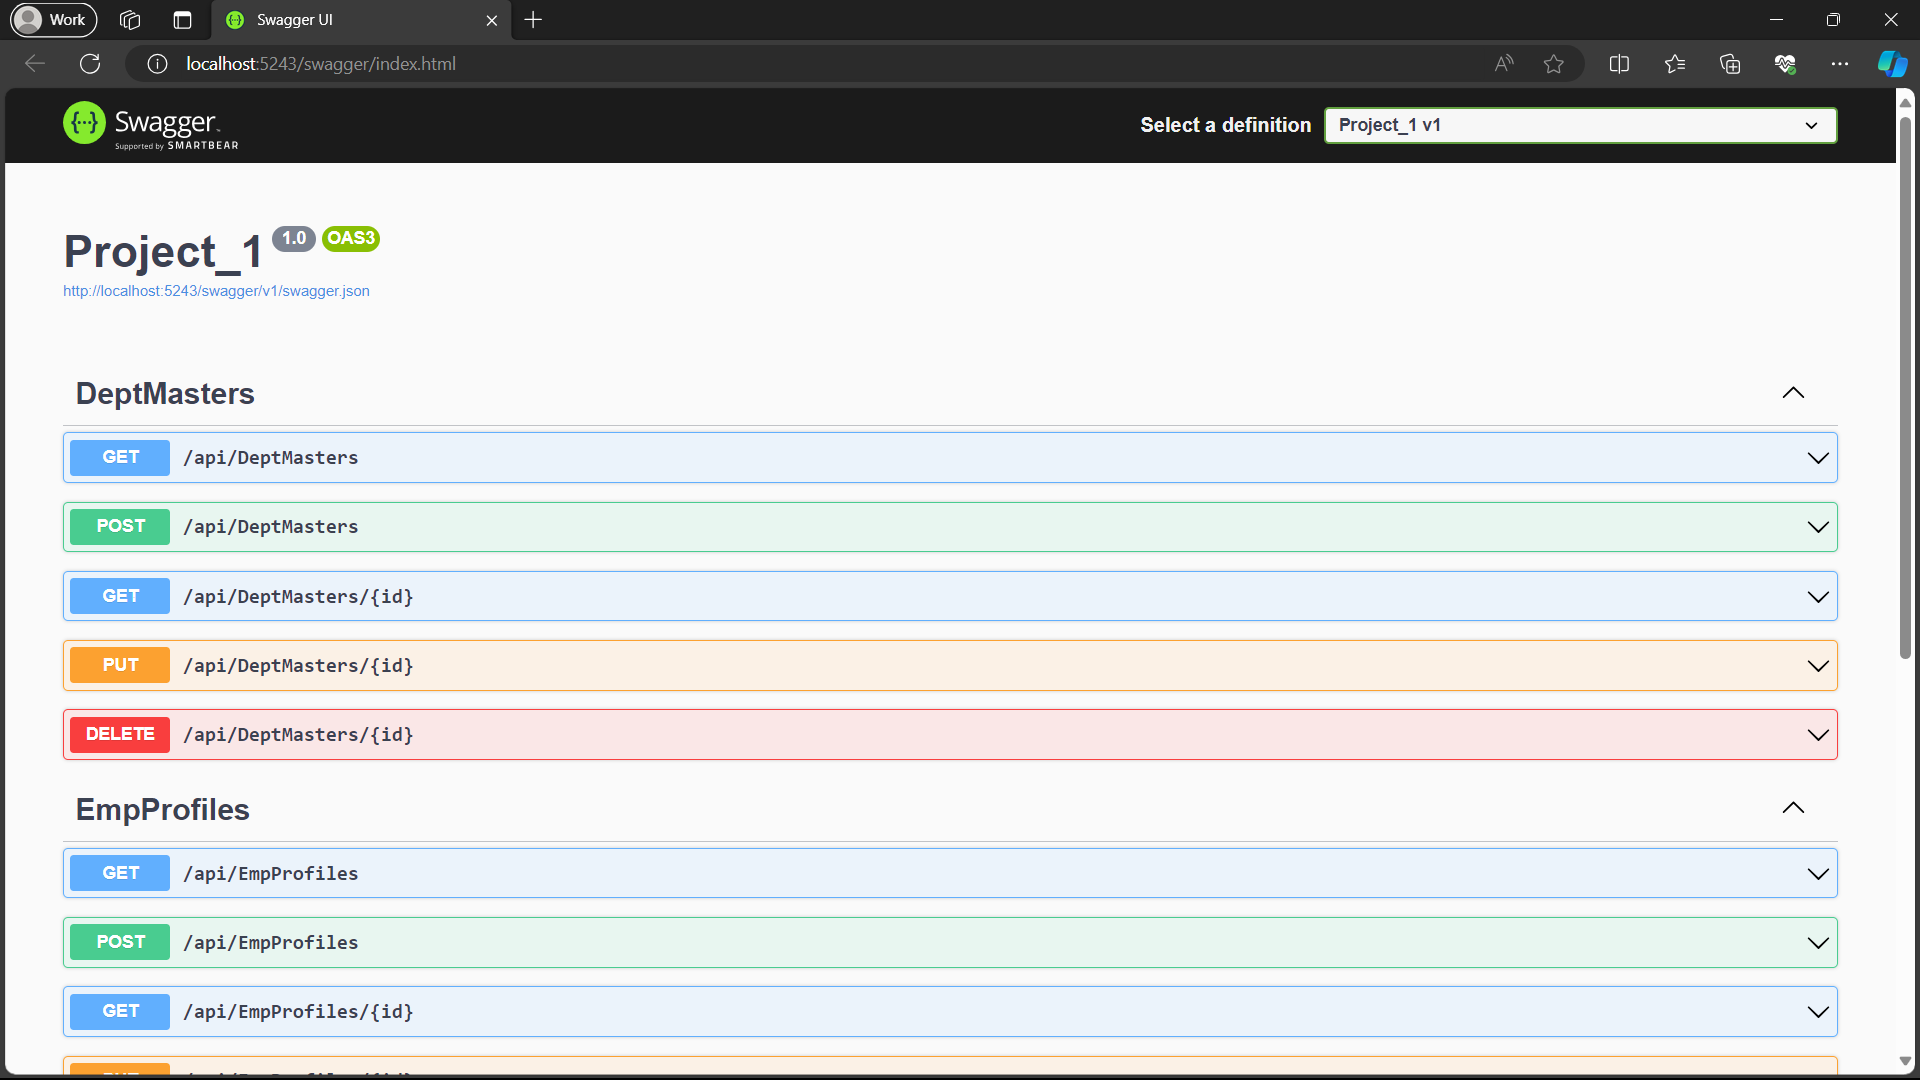 Work
Swagger UI
localhost:5243/swagger/index.html
Swagger
Supported by SMARTBEAR
Select a definition
Project_1 v1
Project_1 1.0 OAS3
http://localhost:5243/swagger/v1/swagger.json
DeptMasters
GET /api/DeptMasters
POST /api/DeptMasters
GET /api/DeptMasters/{id}
PUT /api/DeptMasters/{id}
DELETE /api/DeptMasters/{id}
EmpProfiles
GET /api/EmpProfiles
POST /api/EmpProfiles
GET /api/EmpProfiles/{id}